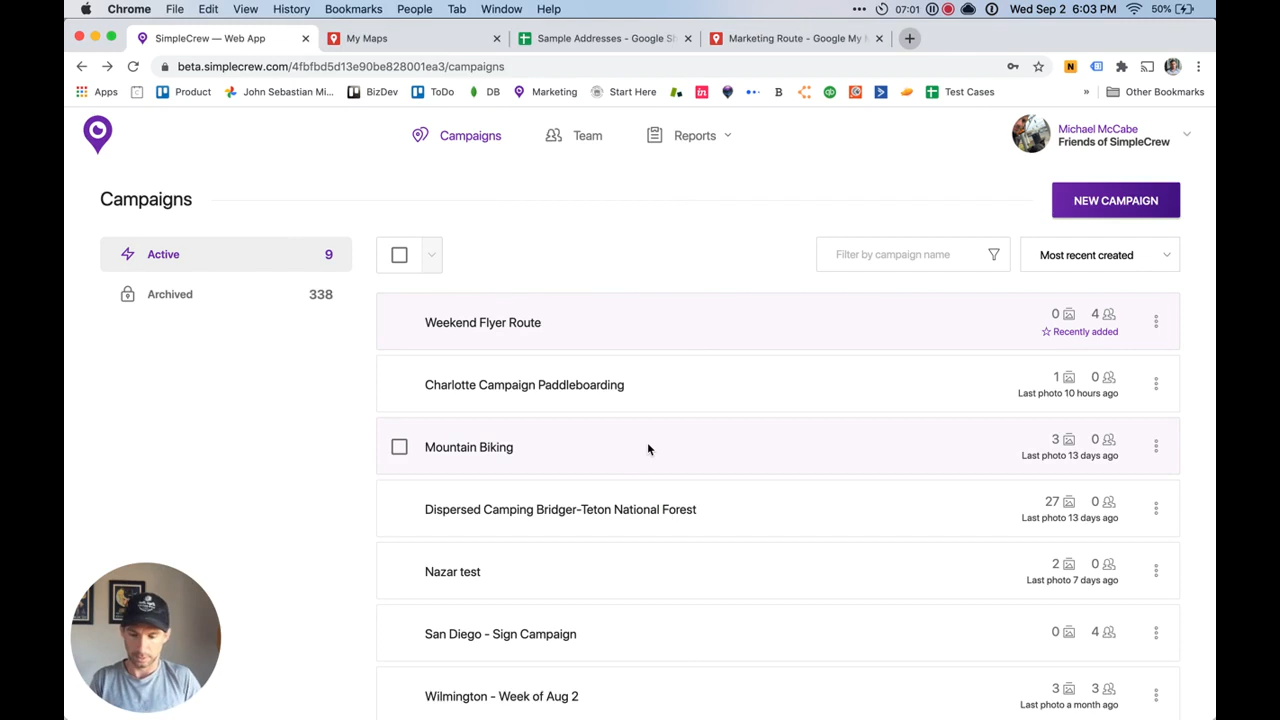 Chrome File Edit View History Bookmarks People Tab Window Help 07:01 Wed Sep 2 6:03 PM 50%
SimpleCrew — Web App My Maps Sample Addresses - Google Sh Marketing Route - Google My M
beta.simplecrew.com/4fbfbd5d13e90be828001ea3/campaigns
Apps Product John Sebastian Mi... BizDev ToDo DB Marketing Start Here Test Cases » Other Bookmarks
Campaigns Team Reports
Michael McCabe
Friends of SimpleCrew
Campaigns
NEW CAMPAIGN
Active 9
Archived 338
Filter by campaign name
Most recent created
Weekend Flyer Route
0 4
Recently added
Charlotte Campaign Paddleboarding
1 0
Last photo 10 hours ago
Mountain Biking
3 0
Last photo 13 days ago
Dispersed Camping Bridger-Teton National Forest
27 0
Last photo 13 days ago
Nazar test
2 0
Last photo 7 days ago
San Diego - Sign Campaign
0 4
Wilmington - Week of Aug 2
3 3
Last photo a month ago